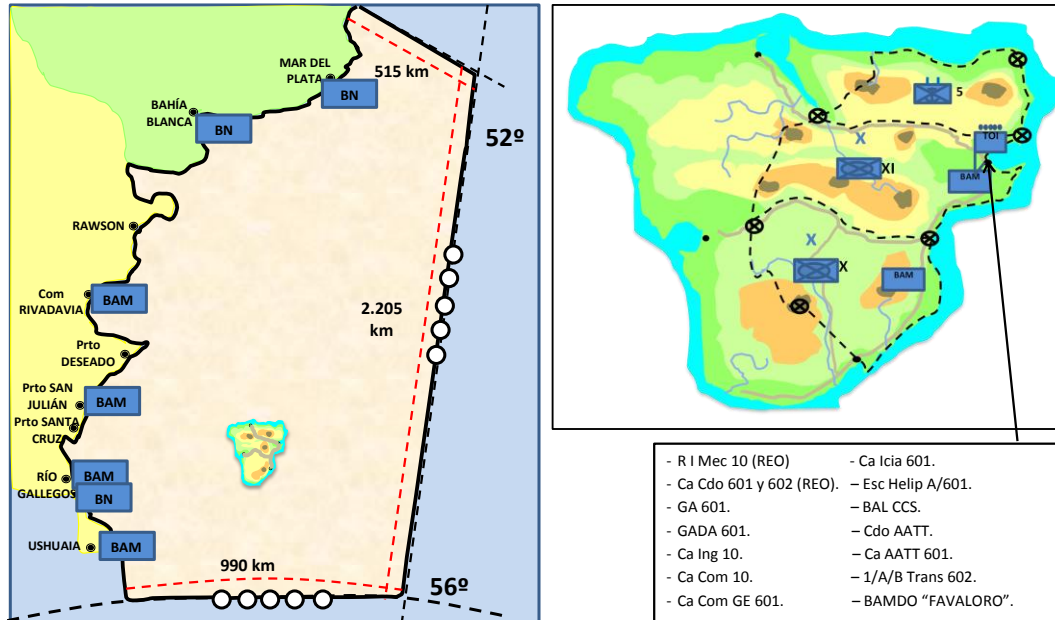 MAR DEL
PLATA
515 km
BN
BAHÍA
BLANCA
BN
52º
RAWSON
Com
RIVADAVIA
BAM
2.205
km
Prto
DESEADO
Prto SAN
JULIÁN
BAM
Prto SANTA
CRUZ
RÍO
GALLEGOS
BAM
BN
USHUAIA
BAM
990 km
56º
5
TOI
X
XI
BAM
X
X
BAM
- R I Mec 10 (REO)
- Ca Cdo 601 y 602 (REO).
- GA 601.
- GADA 601.
- Ca Ing 10.
- Ca Com 10.
- Ca Com GE 601.
- Ca Icia 601.
– Esc Helip A/601.
– BAL CCS.
– Cdo AATT.
– Ca AATT 601.
– 1/A/B Trans 602.
– BAMDO “FAVALORO”.